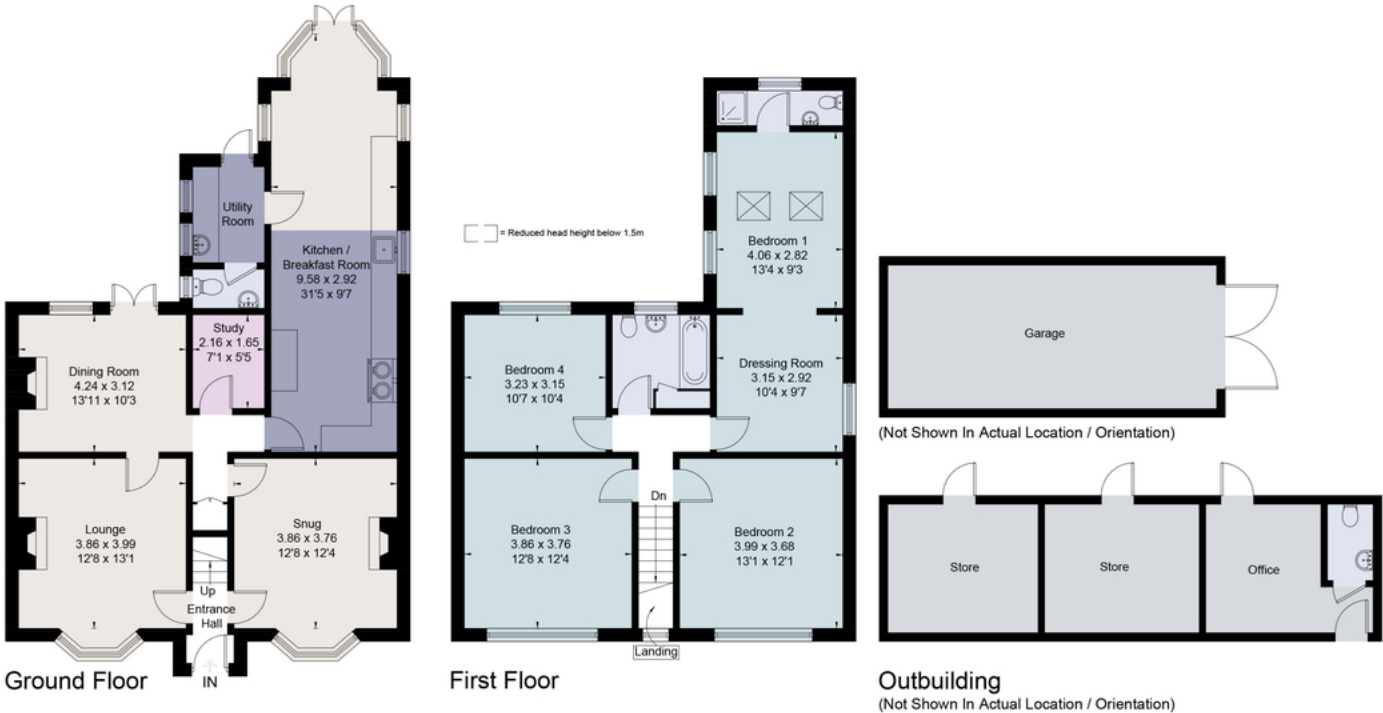 Utility
Room
Kitchen /
Breakfast Room
9.58 x 2.92
31'5 x 9'7
Study
2.16 x 1.65
7'1 x 5'5
Dining Room
4.24 x 3.12
13'11 x 10'3
Lounge
3.86 x 3.99
12'8 x 13'1
Snug
3.86 x 3.76
12'8 x 12'4
Up
Entrance
Hall
IN
Ground Floor
= Reduced head height below 1.5m
Bedroom 1
4.06 x 2.82
13'4 x 9'3
Bedroom 4
3.23 x 3.15
10'7 x 10'4
Dressing Room
3.15 x 2.92
10'4 x 9'7
Dn
Bedroom 3
3.86 x 3.76
12'8 x 12'4
Bedroom 2
3.99 x 3.68
13'1 x 12'1
Landing
First Floor
Garage
(Not Shown In Actual Location / Orientation)
Store
Store
Office
Outbuilding
(Not Shown In Actual Location / Orientation)